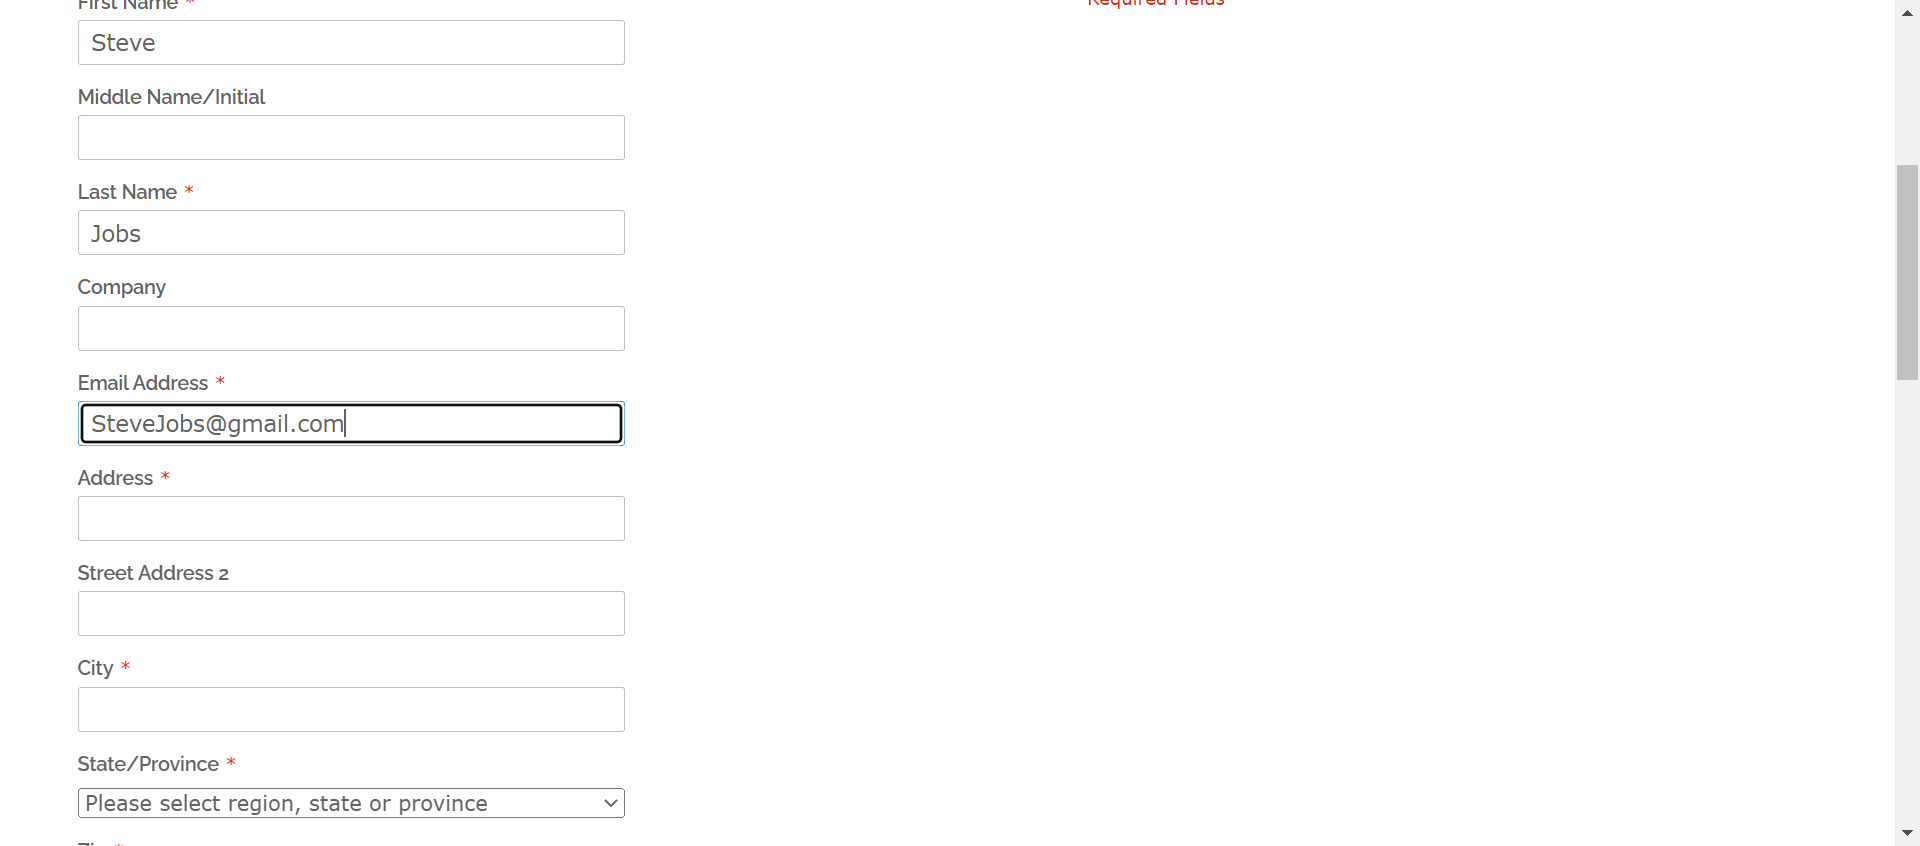 First Name *
Required Fields
Steve
Middle Name/Initial
Last Name *
Jobs
Company
Email Address *
SteveJobs@gmail.com
Address *
Street Address 2
City *
State/Province *
Please select region, state or province
Zip *